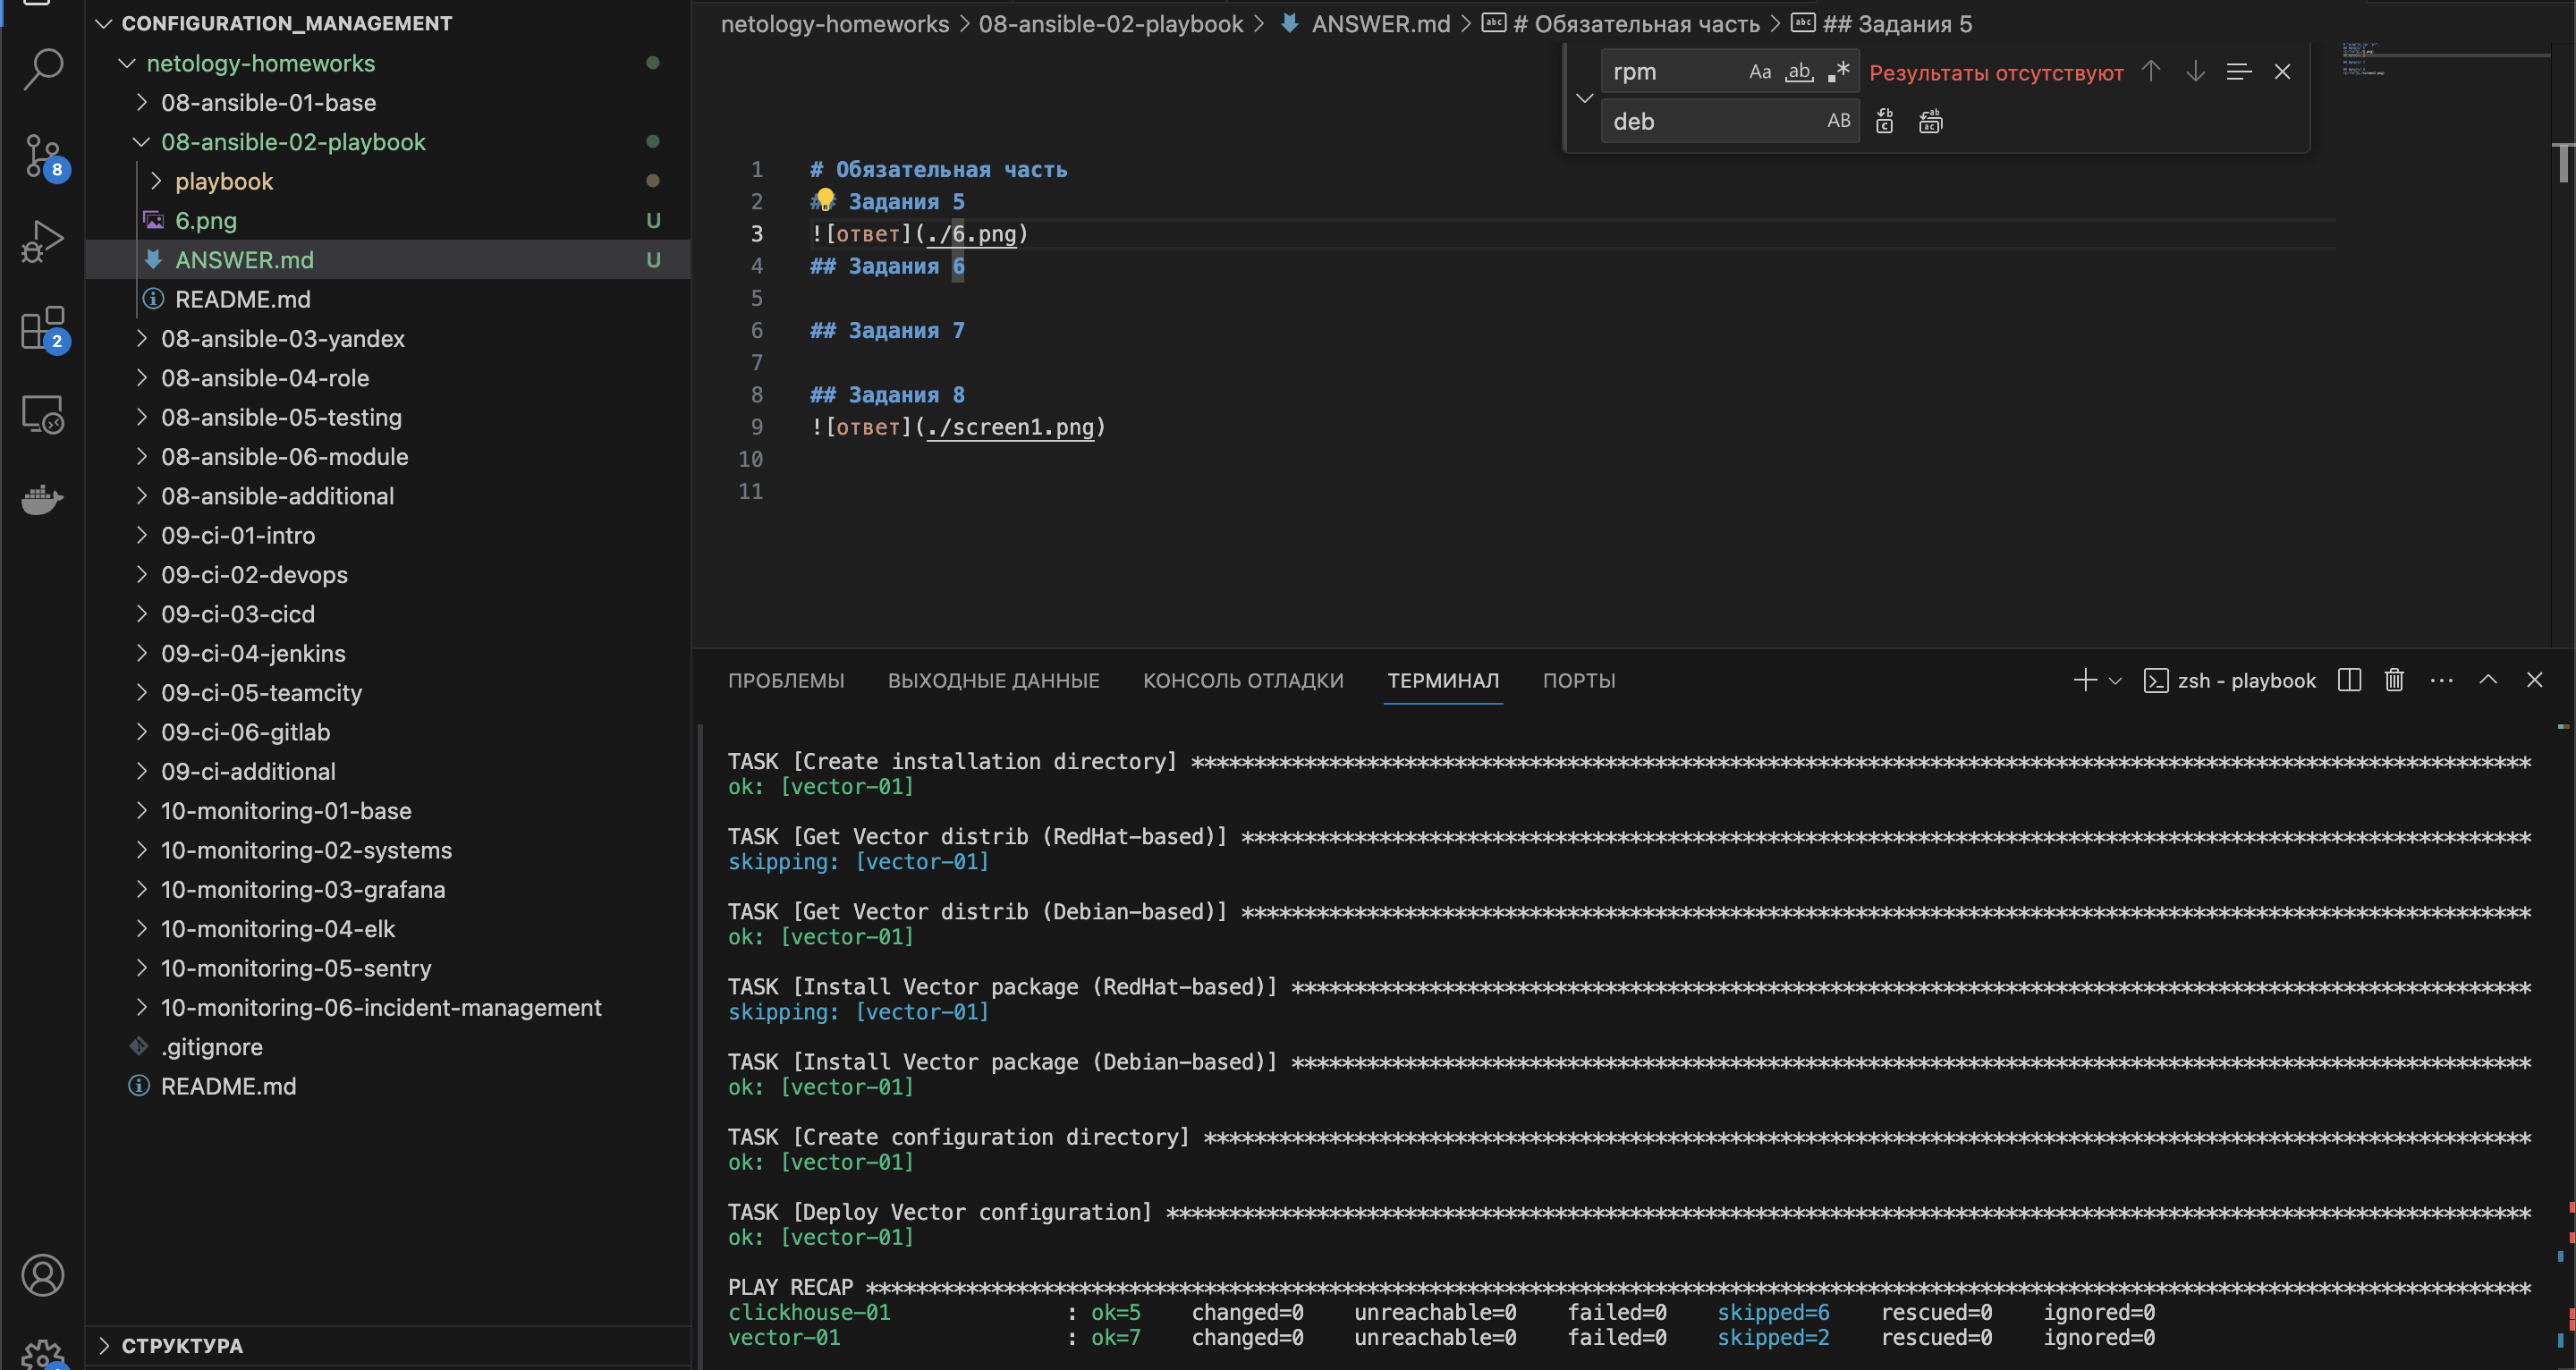 CONFIGURATION_MANAGEMENT
netology-homeworks
08-ansible-01-base
08-ansible-02-playbook
playbook
6.png U
ANSWER.md U
README.md
08-ansible-03-yandex
08-ansible-04-role
08-ansible-05-testing
08-ansible-06-module
08-ansible-additional
09-ci-01-intro
09-ci-02-devops
09-ci-03-cicd
09-ci-04-jenkins
09-ci-05-teamcity
09-ci-06-gitlab
09-ci-additional
10-monitoring-01-base
10-monitoring-02-systems
10-monitoring-03-grafana
10-monitoring-04-elk
10-monitoring-05-sentry
10-monitoring-06-incident-management
.gitignore
README.md
СТРУКТУРА
8
2
netology-homeworks > 08-ansible-02-playbook > ANSWER.md > # Обязательная часть > ## Задания 5
rpm Aa ab .* Результаты отсутствуют
deb AB
1 # Обязательная часть
2 ## Задания 5
3 ![ответ](./6.png)
4 ## Задания 6
5
6 ## Задания 7
7
8 ## Задания 8
9 ![ответ](./screen1.png)
10
11
ПРОБЛЕМЫ ВЫХОДНЫЕ ДАННЫЕ КОНСОЛЬ ОТЛАДКИ ТЕРМИНАЛ ПОРТЫ zsh - playbook
TASK [Create installation directory] ***********************************************************************************************************
ok: [vector-01]
TASK [Get Vector distrib (RedHat-based)] *******************************************************************************************************
skipping: [vector-01]
TASK [Get Vector distrib (Debian-based)] *******************************************************************************************************
ok: [vector-01]
TASK [Install Vector package (RedHat-based)] ***************************************************************************************************
skipping: [vector-01]
TASK [Install Vector package (Debian-based)] ***************************************************************************************************
ok: [vector-01]
TASK [Create configuration directory] **********************************************************************************************************
ok: [vector-01]
TASK [Deploy Vector configuration] *************************************************************************************************************
ok: [vector-01]
PLAY RECAP *************************************************************************************************************************************
clickhouse-01 : ok=5 changed=0 unreachable=0 failed=0 skipped=6 rescued=0 ignored=0
vector-01 : ok=7 changed=0 unreachable=0 failed=0 skipped=2 rescued=0 ignored=0